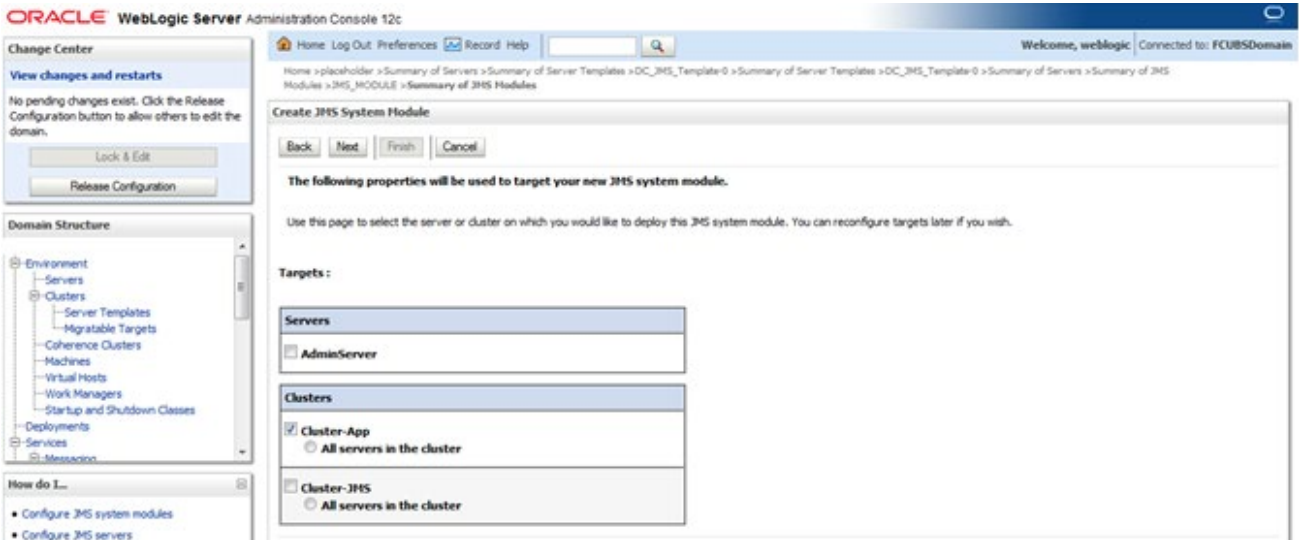 ORACLE WebLogic Server Administration Console 12c
Change Center
View changes and restarts
No pending changes exist. Click the Release
Configuration button to allow others to edit the
domain.
Lock & Edit
Release Configuration
Domain Structure
Environment
Servers
Clusters
Server Templates
Migratable Targets
Coherence Clusters
Machines
Virtual Hosts
Work Managers
Startup and Shutdown Classes
Deployments
Services
Messaging
How do I...
Configure JMS system modules
Configure JMS servers
Home Log Out Preferences Record Help
Welcome, weblogic Connected to: FCUBSDomain
Home >placeholder >Summary of Servers >Summary of Server Templates >DC_JMS_Template-0 >Summary of Server Templates >DC_JMS_Template-0 >Summary of Servers >Summary of JMS
Modules >JMS_MODULE >Summary of JMS Modules
Create JMS System Module
Back Next Finish Cancel
The following properties will be used to target your new JMS system module.
Use this page to select the server or cluster on which you would like to deploy this JMS system module. You can reconfigure targets later if you wish.
Targets :
Servers
AdminServer
Clusters
Cluster-App
All servers in the cluster
Cluster-JMS
All servers in the cluster